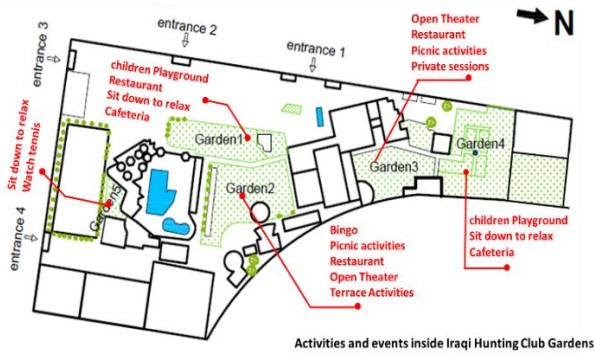 Open Theater
Restaurant
Picnic activities
Private sessions
N
entrance 3
entrance 2
entrance 1
children Playground
Restaurant
Sit down to relax
Cafeteria
Garden1
Garden4
Garden3
Sit down to relax
Watch tennis
Garden5
Garden2
entrance 4
Bingo
Picnic activities
Restaurant
Open Theater
Terrace Activities
children Playground
Sit down to relax
Cafeteria
Activities and events inside Iraqi Hunting Club Gardens